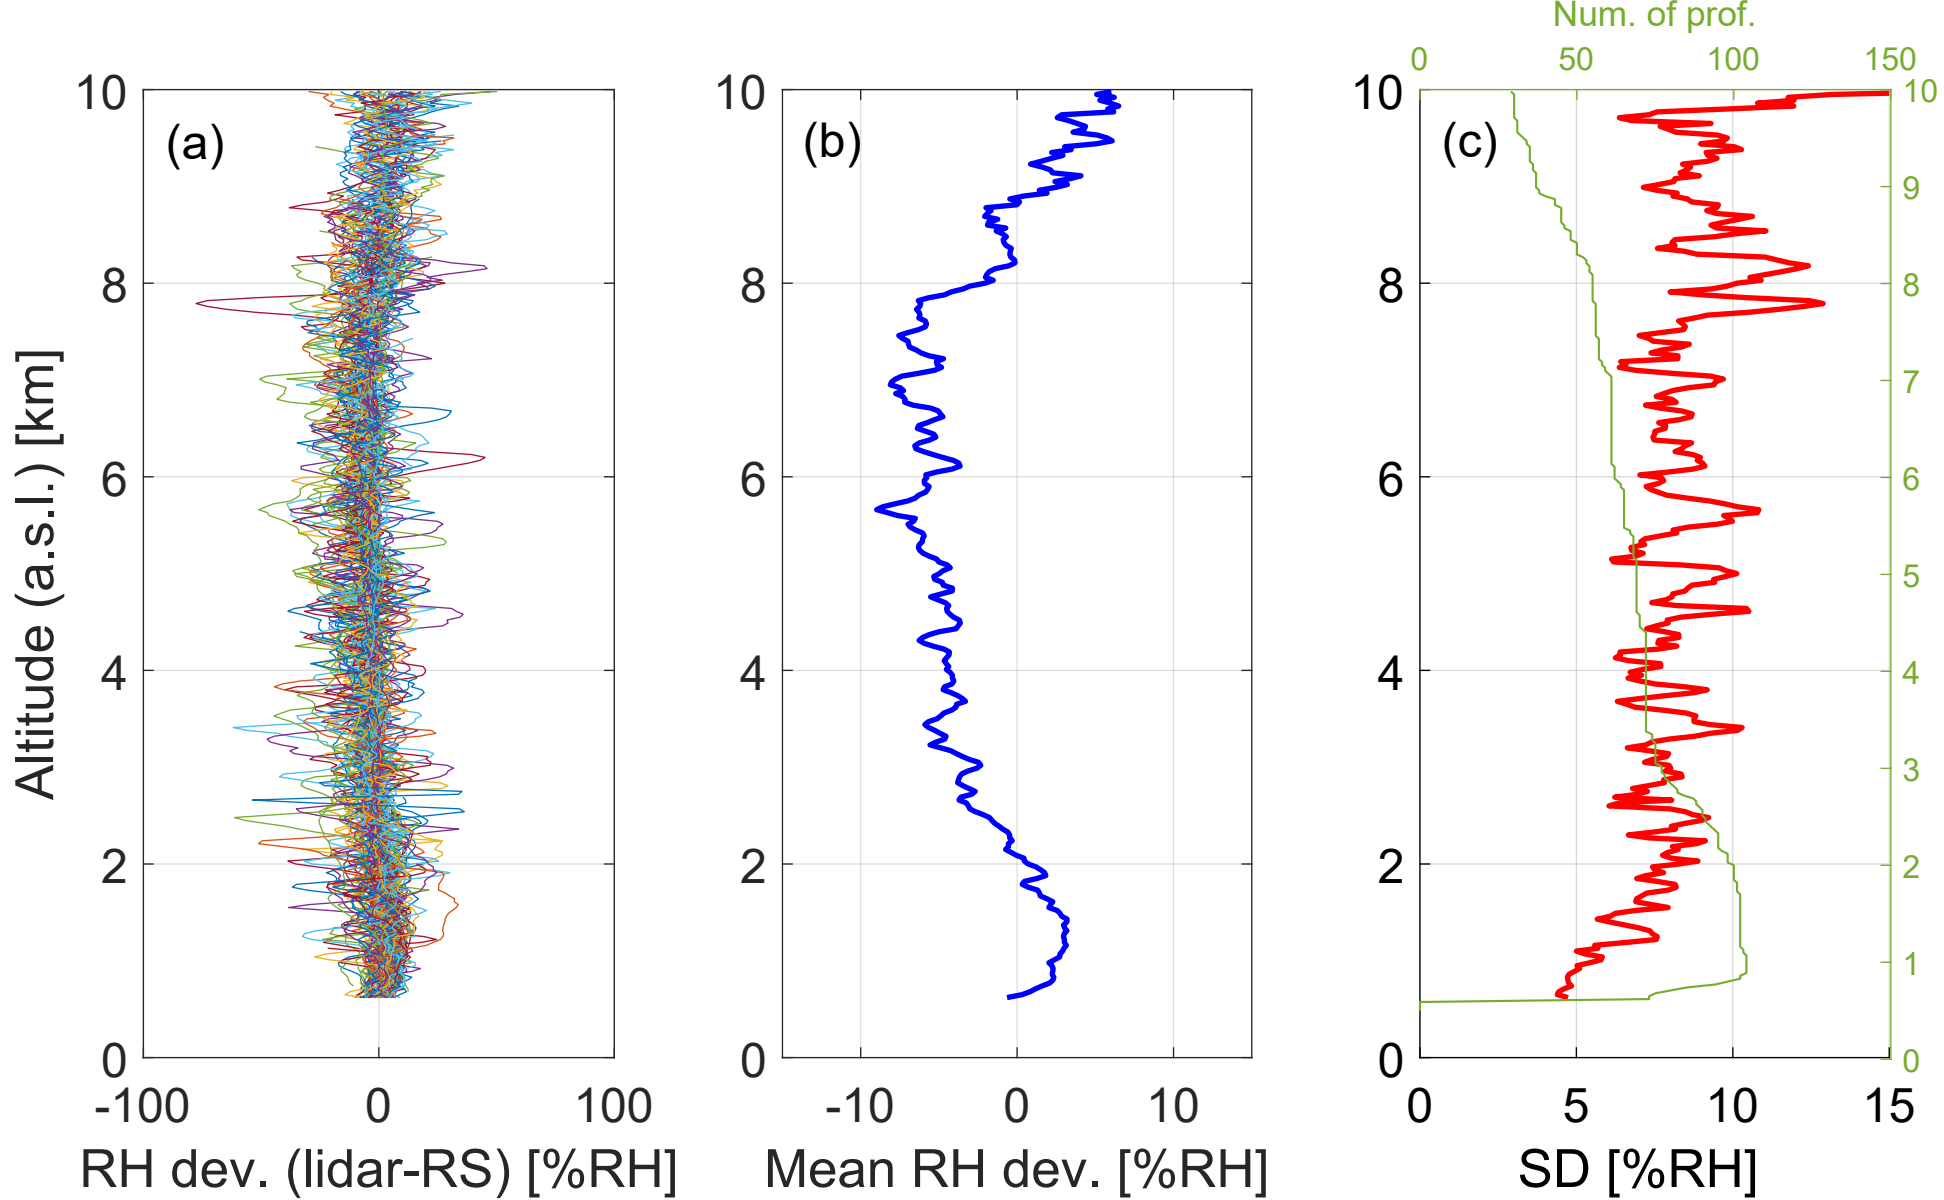 Num. of prof.
0 50 100 150
10 10 10 10
(a) (b) (c)
9
8 8 8 8
7
6 6 6 6
5
4 4 4 4
3
2 2 2 2
1
0 0 0 0
-100 0 100 -10 0 10 0 5 10 15
RH dev. (lidar-RS) [%RH] Mean RH dev. [%RH] SD [%RH]
Altitude (a.s.l.) [km]